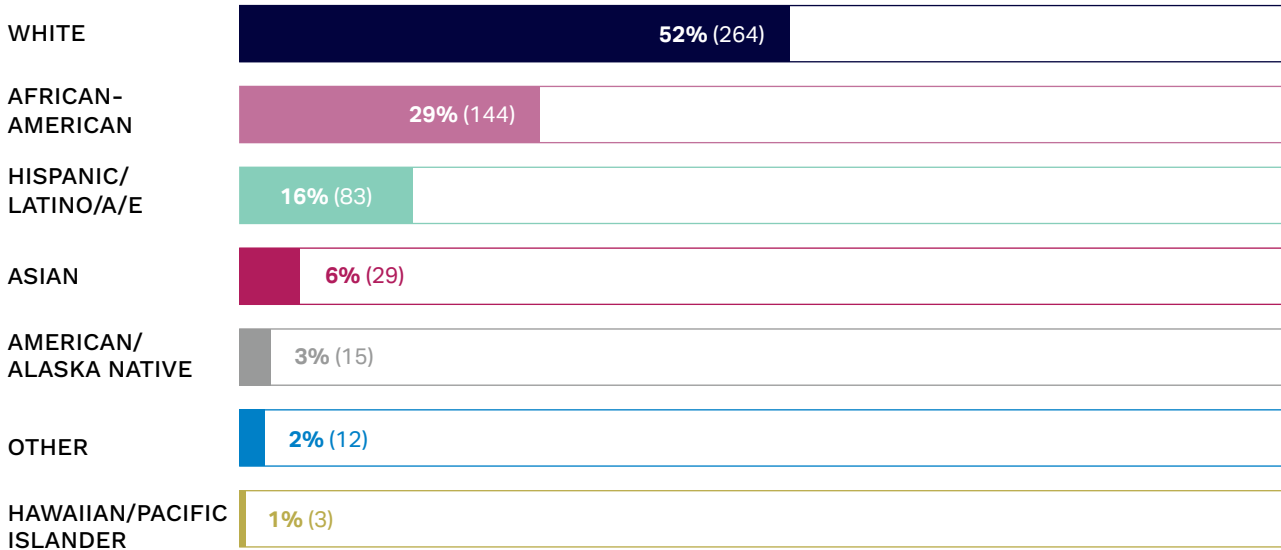 WHITE
52% (264)
AFRICAN-
AMERICAN
29% (144)
HISPANIC/
LATINO/A/E
16% (83)
ASIAN
6% (29)
AMERICAN/
ALASKA NATIVE
3% (15)
OTHER
2% (12)
HAWAIIAN/PACIFIC
ISLANDER
1% (3)